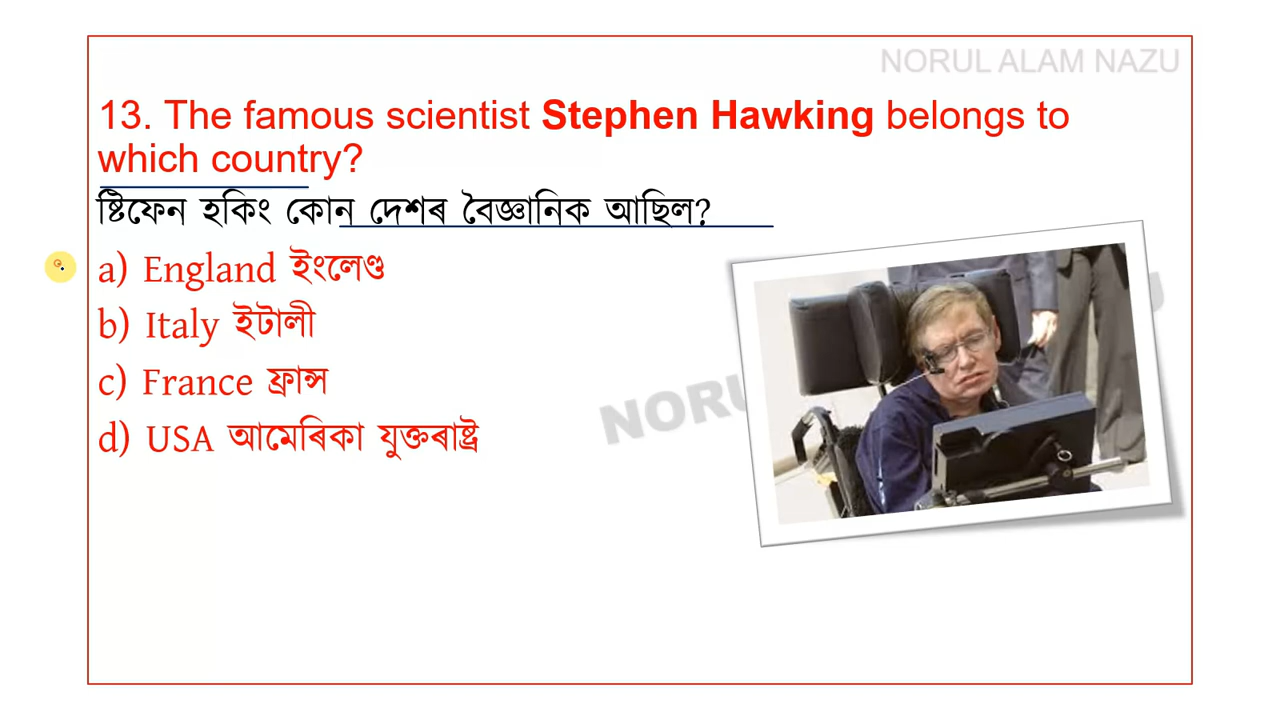 NORUL ALAM NAZU
13. The famous scientist Stephen Hawking belongs to
which country?
ষ্টিফেন হকিং কোন দেশৰ বৈজ্ঞানিক আছিল?
a) England ইংলেণ্ড
b) Italy ইটালী
c) France ফ্ৰান্স
d) USA আমেৰিকা যুক্তৰাষ্ট্ৰ
NORU